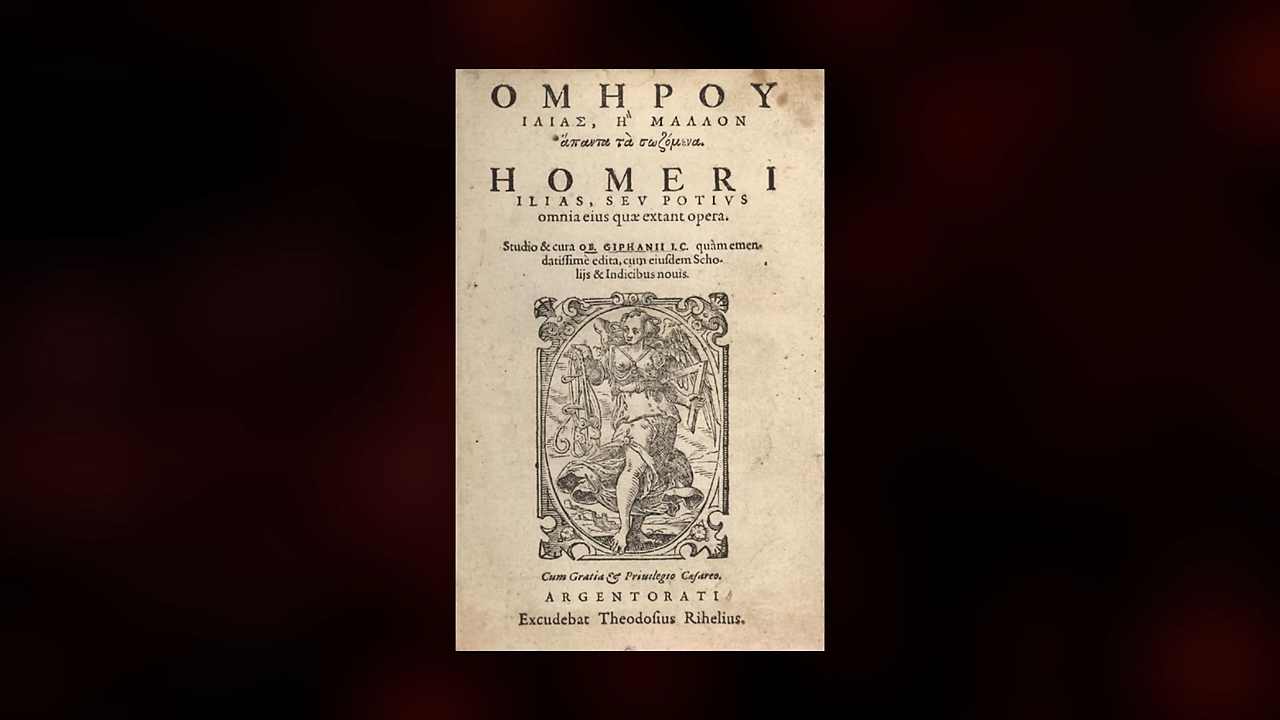 ΟΜΗΡΟΥ
ΙΛΙΑΣ, Ἢ ΜΑΛΛΟΝ
ἅπαντα τὰ σωζόμενα.
HOMERI
ILIAS, SEV POTIVS
omnia eius quæ extant opera.
Studio & cura OB. GIPHANII I.C. quàm emen-
datiſſimè edita, cum eiuſdem Scho-
lijs & Indicibus nouis.
Cum Gratia & Priuilegio Cæſareo.
ARGENTORATI
Excudebat Theodoſius Rihelius.